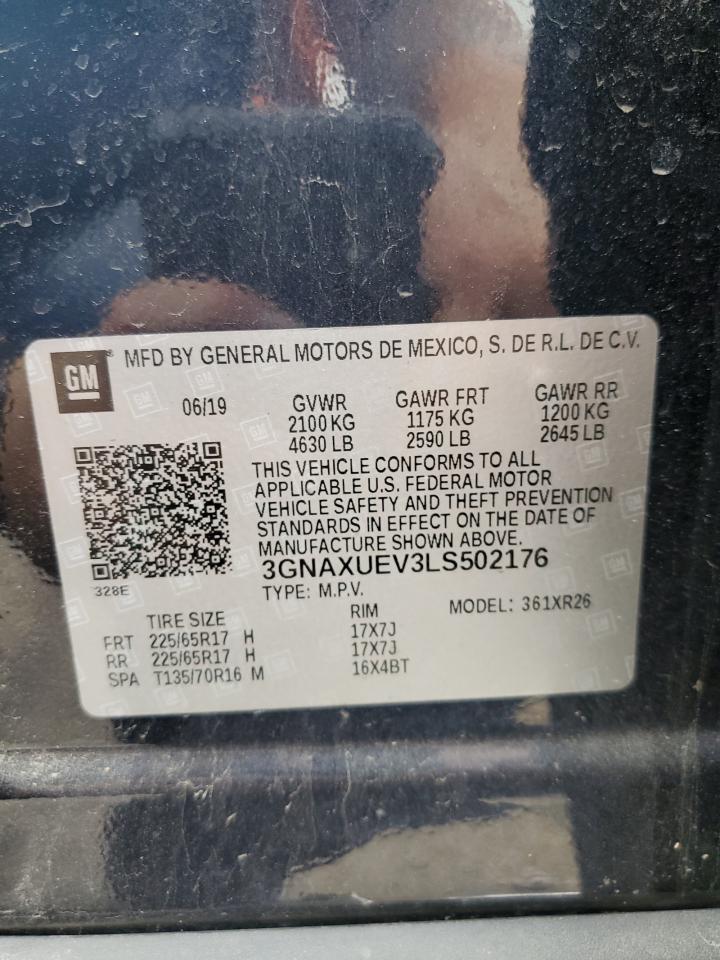 GM ® MFD BY GENERAL MOTORS DE MEXICO, S. DE R.L. DE C.V.
06/19 GVWR GAWR FRT GAWR RR
2100 KG 1175 KG 1200 KG
4630 LB 2590 LB 2645 LB
THIS VEHICLE CONFORMS TO ALL
APPLICABLE U.S. FEDERAL MOTOR
VEHICLE SAFETY AND THEFT PREVENTION
STANDARDS IN EFFECT ON THE DATE OF
MANUFACTURE SHOWN ABOVE.
3GNAXUEV3LS502176
328E TYPE: M.P.V. MODEL: 361XR26
TIRE SIZE RIM
FRT 225/65R17 H 17X7J
RR 225/65R17 H 17X7J
SPA T135/70R16 M 16X4BT